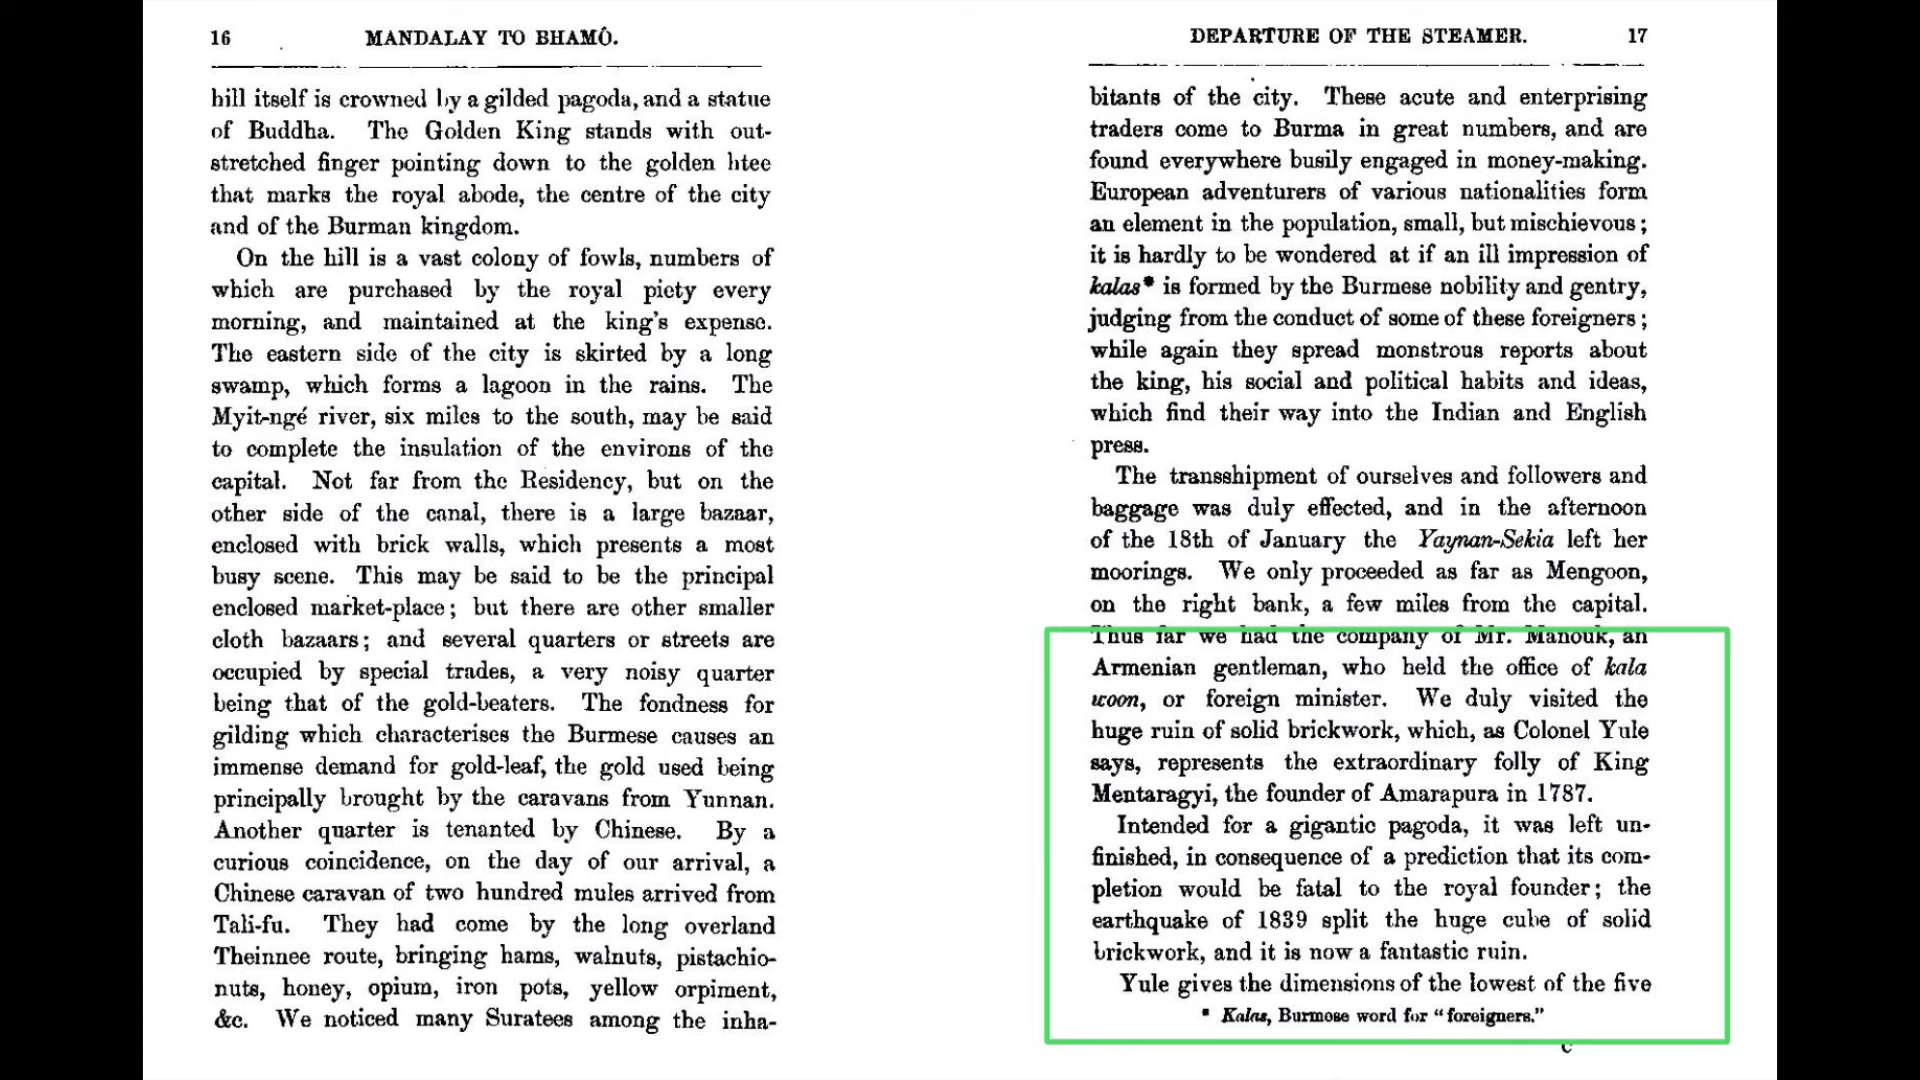 16 MANDALAY TO BHAMÔ.
hill itself is crowned by a gilded pagoda, and a statue
of Buddha. The Golden King stands with out-
stretched finger pointing down to the golden htee
that marks the royal abode, the centre of the city
and of the Burman kingdom.
On the hill is a vast colony of fowls, numbers of
which are purchased by the royal piety every
morning, and maintained at the king's expense.
The eastern side of the city is skirted by a long
swamp, which forms a lagoon in the rains. The
Myit-ngé river, six miles to the south, may be said
to complete the insulation of the environs of the
capital. Not far from the Residency, but on the
other side of the canal, there is a large bazaar,
enclosed with brick walls, which presents a most
busy scene. This may be said to be the principal
enclosed market-place; but there are other smaller
cloth bazaars; and several quarters or streets are
occupied by special trades, a very noisy quarter
being that of the gold-beaters. The fondness for
gilding which characterises the Burmese causes an
immense demand for gold-leaf, the gold used being
principally brought by the caravans from Yunnan.
Another quarter is tenanted by Chinese. By a
curious coincidence, on the day of our arrival, a
Chinese caravan of two hundred mules arrived from
Tali-fu. They had come by the long overland
Theinnee route, bringing hams, walnuts, pistachio-
nuts, honey, opium, iron pots, yellow orpiment,
&c. We noticed many Suratees among the inha-
DEPARTURE OF THE STEAMER. 17
bitants of the city. These acute and enterprising
traders come to Burma in great numbers, and are
found everywhere busily engaged in money-making.
European adventurers of various nationalities form
an element in the population, small, but mischievous;
it is hardly to be wondered at if an ill impression of
kalas* is formed by the Burmese nobility and gentry,
judging from the conduct of some of these foreigners;
while again they spread monstrous reports about
the king, his social and political habits and ideas,
which find their way into the Indian and English
press.
The transshipment of ourselves and followers and
baggage was duly effected, and in the afternoon
of the 18th of January the Yaynan-Sekia left her
moorings. We only proceeded as far as Mengoon,
on the right bank, a few miles from the capital.
Thus far we had the company of Mr. Manouk, an
Armenian gentleman, who held the office of kala
woon, or foreign minister. We duly visited the
huge ruin of solid brickwork, which, as Colonel Yule
says, represents the extraordinary folly of King
Mentaragyi, the founder of Amarapura in 1787.
Intended for a gigantic pagoda, it was left un-
finished, in consequence of a prediction that its com-
pletion would be fatal to the royal founder; the
earthquake of 1839 split the huge cube of solid
brickwork, and it is now a fantastic ruin.
Yule gives the dimensions of the lowest of the five
* Kalas, Burmese word for "foreigners."
C